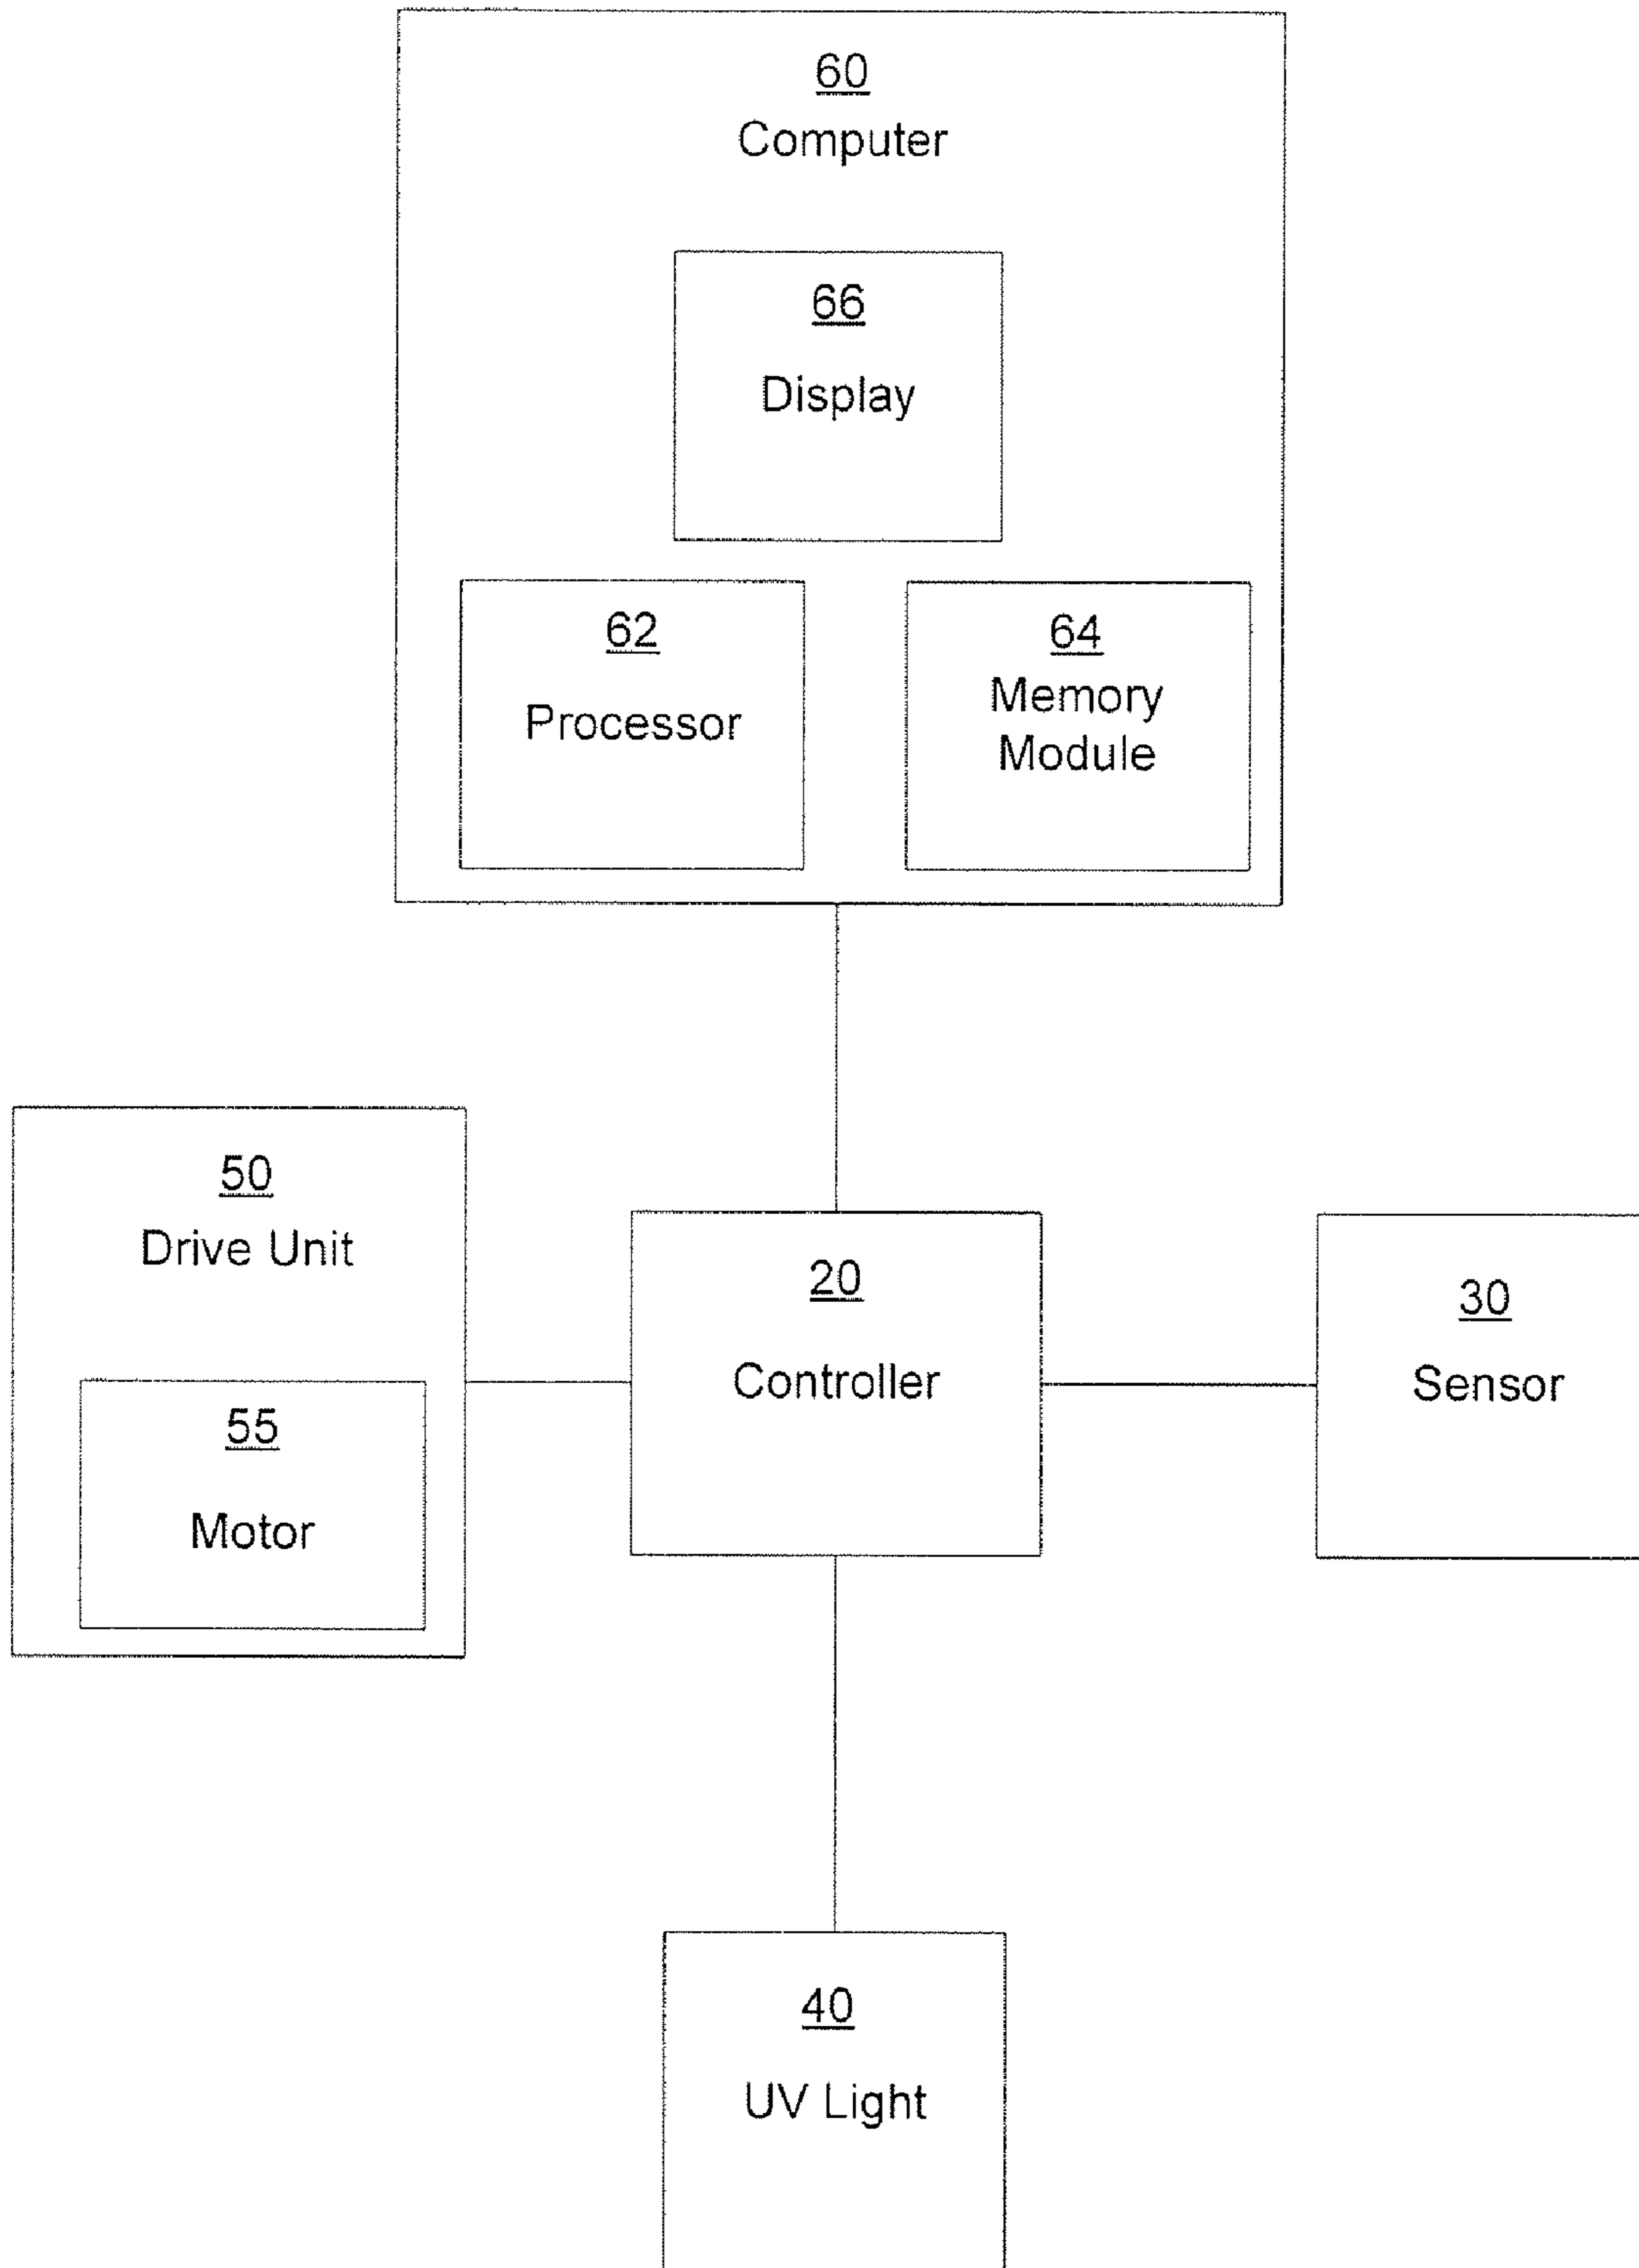 60
Computer
66
Display
62
Processor
64
Memory
Module
50
Drive Unit
55
Motor
20
Controller
30
Sensor
40
UV Light